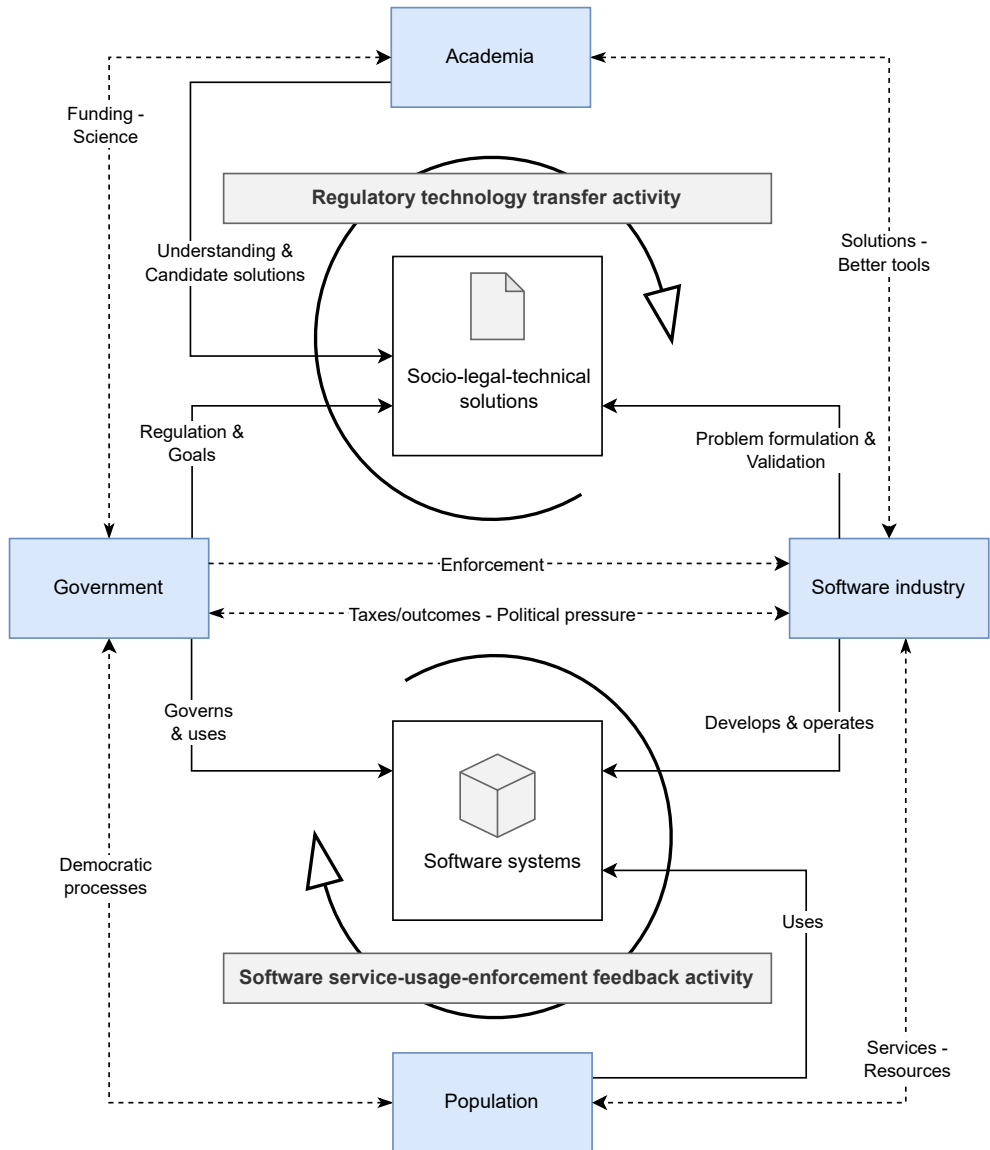 Academia
Funding -
Science
Regulatory technology transfer activity
Understanding &
Candidate solutions
Solutions -
Better tools
Socio-legal-technical
solutions
Regulation &
Goals
Problem formulation &
Validation
Government
Enforcement
Software industry
Taxes/outcomes - Political pressure
Governs
& uses
Develops & operates
Software systems
Democratic
processes
Uses
Software service-usage-enforcement feedback activity
Services -
Resources
Population